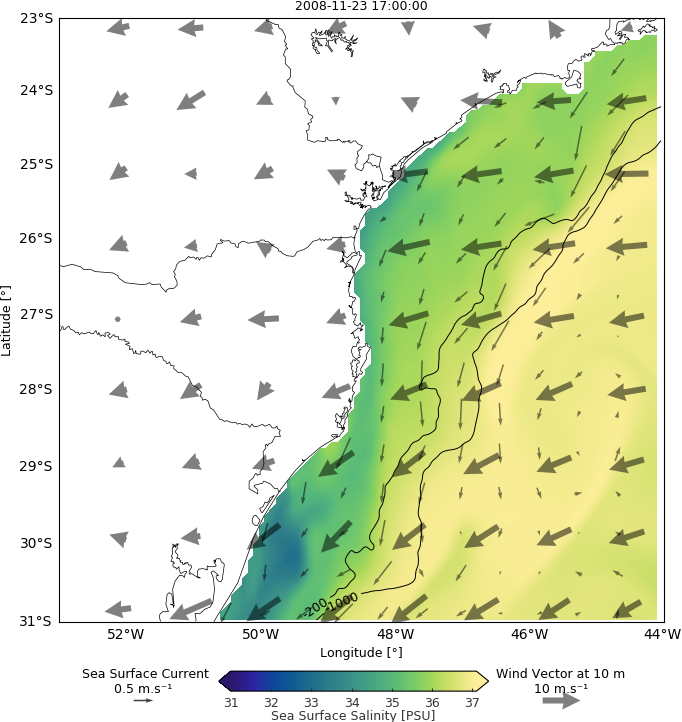 2008-11-23 17:00:00
23°S
24°S
25°S
26°S
27°S
28°S
29°S
30°S
31°S
Latitude [°]
-200
-1000
52°W 50°W 48°W 46°W 44°W
Longitude [°]
Sea Surface Current
0.5 m.s⁻¹
Wind Vector at 10 m
10 m.s⁻¹
31 32 33 34 35 36 37
Sea Surface Salinity [PSU]